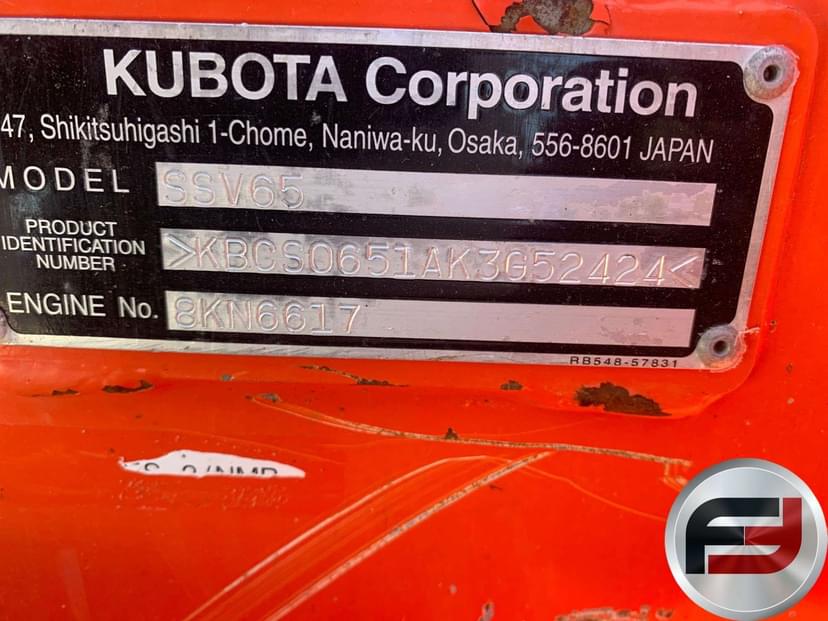 KUBOTA Corporation
47, Shikitsuhigashi 1-Chome, Naniwa-ku, Osaka, 556-8601 JAPAN
MODEL SSV65
PRODUCT
IDENTIFICATION
NUMBER >KBCS0651AK3G52424<
ENGINE No. 8KN6617
RB548-57831